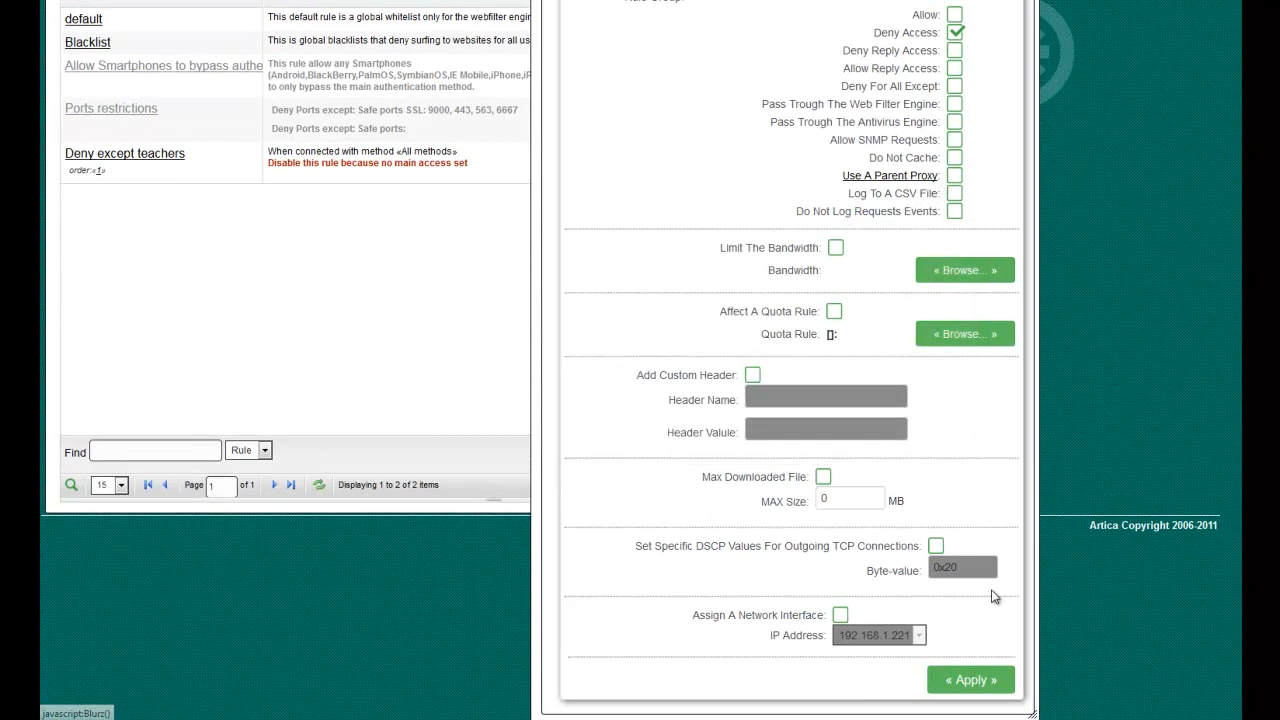 default
This default rule is a global whitelist only for the webfilter engin
Blacklist
This is global blacklists that deny surfing to websites for all us
Allow Smartphones to bypass authe
This rule allow any Smartphones
(Android,BlackBerry,PalmOS,SymbianOS,IE Mobile,iPhone,iP
to only bypass the main authentication method.
Ports restrictions
Deny Ports except: Safe ports SSL: 9000, 443, 563, 6667
Deny Ports except: Safe ports:
Deny except teachers
order:«1»
When connected with method «All methods»
Disable this rule because no main access set
Find
Rule
15
Page 1 of 1
Displaying 1 to 2 of 2 items
Allow:
Deny Access:
Deny Reply Access:
Allow Reply Access:
Deny For All Except:
Pass Trough The Web Filter Engine:
Pass Trough The Antivirus Engine:
Allow SNMP Requests:
Do Not Cache:
Use A Parent Proxy:
Log To A CSV File:
Do Not Log Requests Events:
Limit The Bandwidth:
Bandwidth:
« Browse... »
Affect A Quota Rule:
Quota Rule: []:
« Browse... »
Add Custom Header:
Header Name:
Header Valule:
Max Downloaded File:
MAX Size: 0 MB
Set Specific DSCP Values For Outgoing TCP Connections:
Byte-value: 0x20
Assign A Network Interface:
IP Address: 192.168.1.221
« Apply »
Artica Copyright 2006-2011
javascript:Blurz()